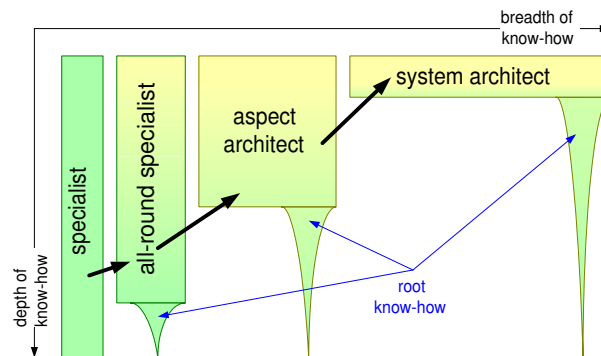 breadth of
know-how
system architect
aspect
architect
all-round specialist
specialist
root
know-how
depth of
know-how